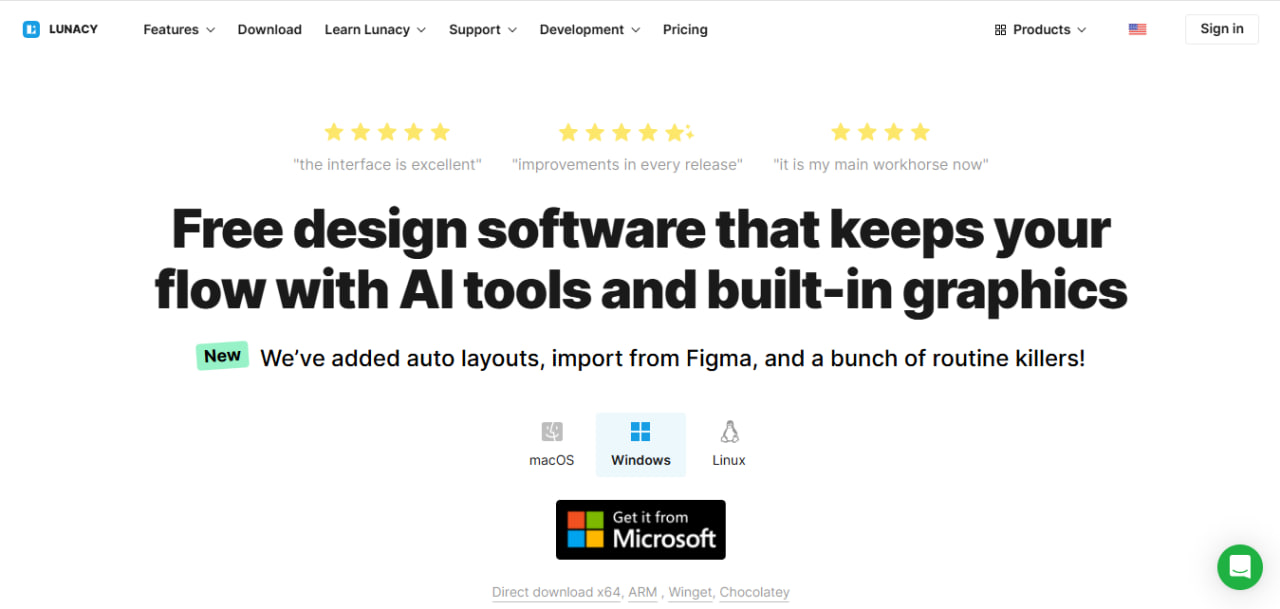 LUNACY Features Download Learn Lunacy Support Development Pricing Products Sign in
"the interface is excellent" "improvements in every release" "it is my main workhorse now"
Free design software that keeps your
flow with AI tools and built-in graphics
New We’ve added auto layouts, import from Figma, and a bunch of routine killers!
macOS Windows Linux
Get it from
Microsoft
Direct download x64, ARM , Winget, Chocolatey